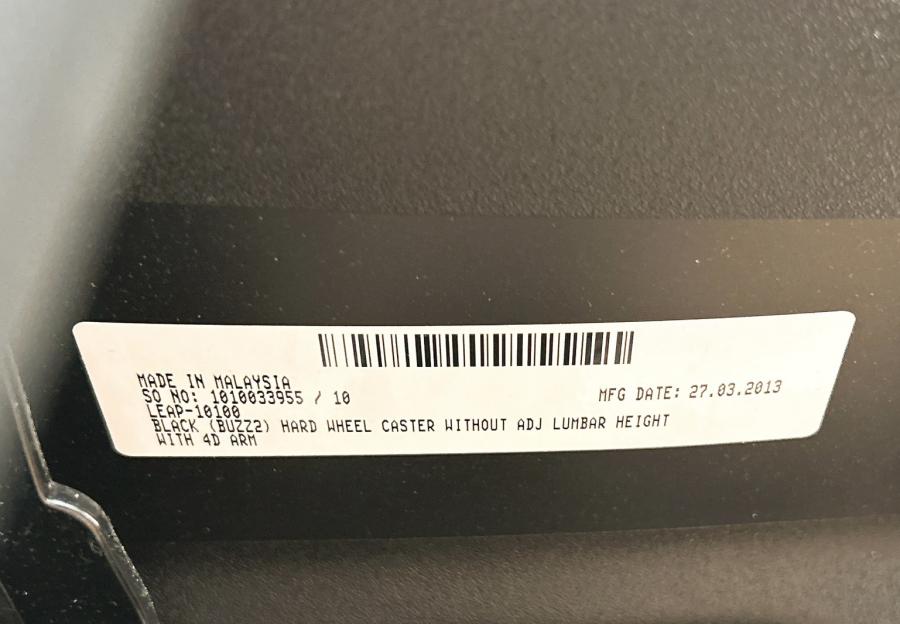 MADE IN MALAYSIA
SO NO: 1010033955 / 10
MFG DATE: 27.03.2013
LEAP-10100
BLACK (BUZZ2) HARD WHEEL CASTER WITHOUT ADJ LUMBAR HEIGHT
WITH 4D ARM